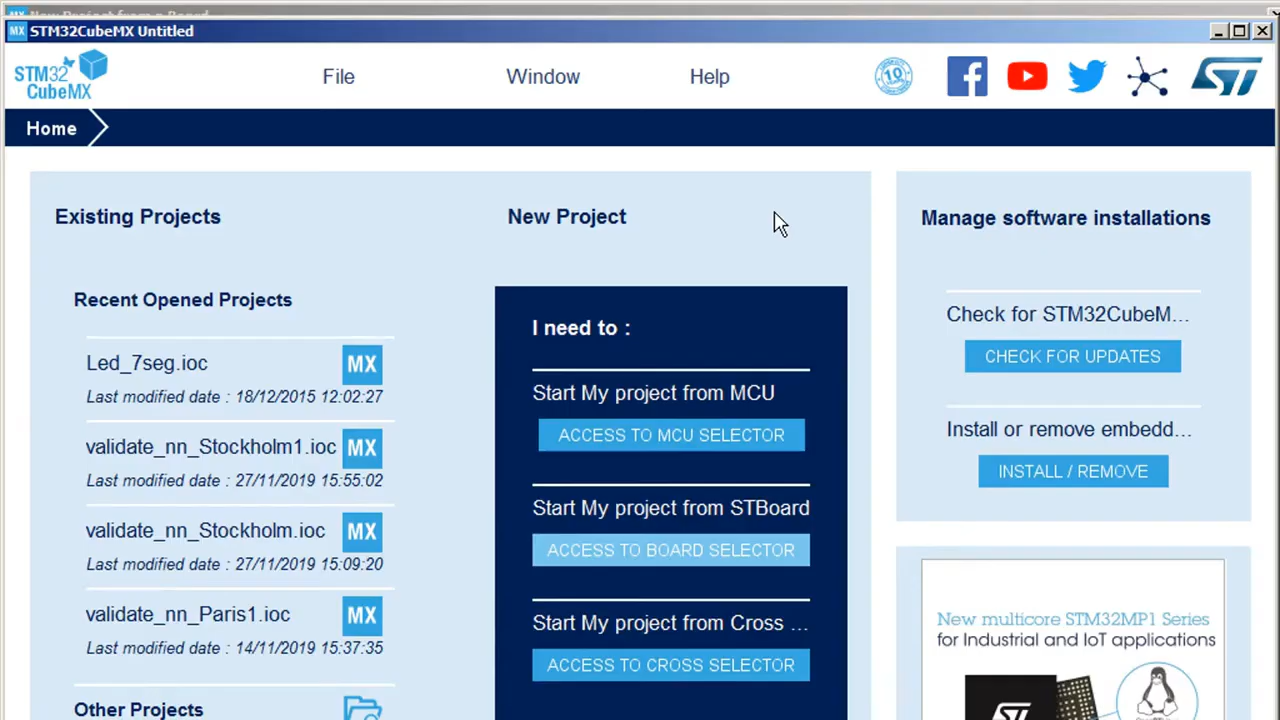 MX STM32CubeMX Untitled
STM32
CubeMX
File
Window
Help
10
ST
Home
Existing Projects
Recent Opened Projects
Led_7seg.ioc
MX
Last modified date : 18/12/2015 12:02:27
validate_nn_Stockholm1.ioc
MX
Last modified date : 27/11/2019 15:55:02
validate_nn_Stockholm.ioc
MX
Last modified date : 27/11/2019 15:09:20
validate_nn_Paris1.ioc
MX
Last modified date : 14/11/2019 15:37:35
Other Projects
New Project
I need to :
Start My project from MCU
ACCESS TO MCU SELECTOR
Start My project from STBoard
ACCESS TO BOARD SELECTOR
Start My project from Cross ...
ACCESS TO CROSS SELECTOR
Manage software installations
Check for STM32CubeM...
CHECK FOR UPDATES
Install or remove embedd...
INSTALL / REMOVE
New multicore STM32MP1 Series
for Industrial and IoT applications
ST